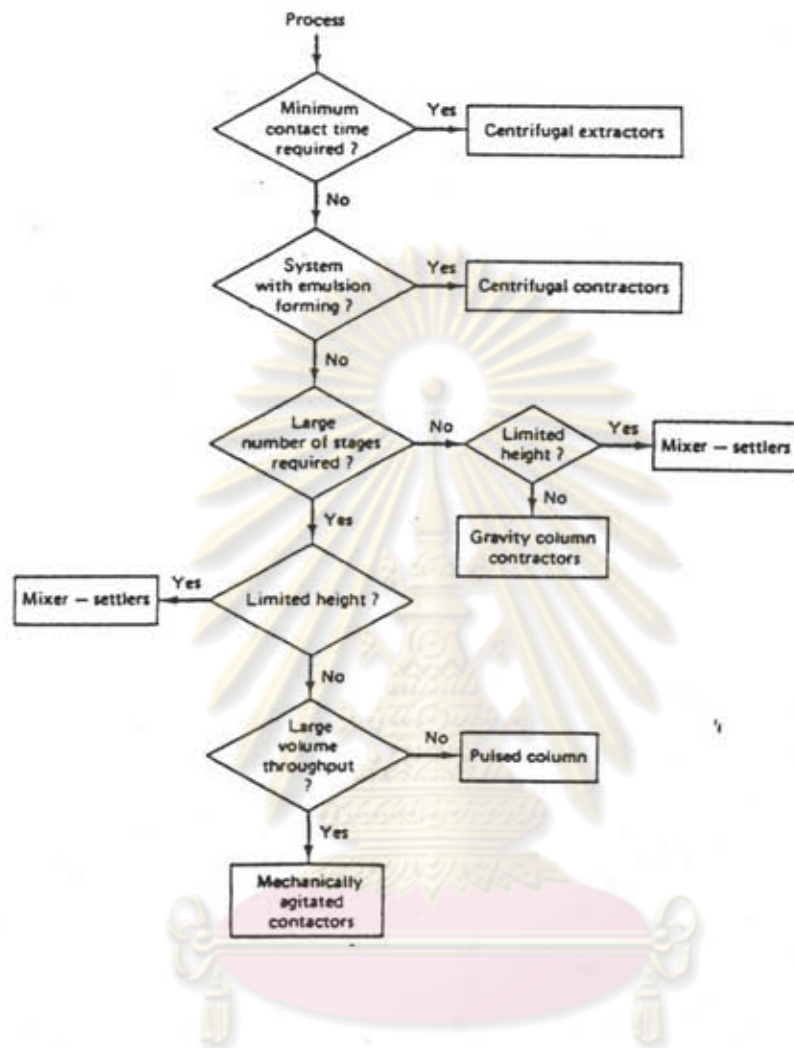 Process
Minimum
contact time
required ?
Yes
Centrifugal extractors
No
System
with emulsion
forming ?
Yes
Centrifugal contractors
No
Large
number of stages
required ?
No
Limited
height ?
Yes
Mixer — settlers
No
Gravity column
contractors
Yes
Limited height ?
Yes
Mixer — settlers
No
Large
volume
throughput
?
No
Pulsed column
Yes
Mechanically
agitated
contactors